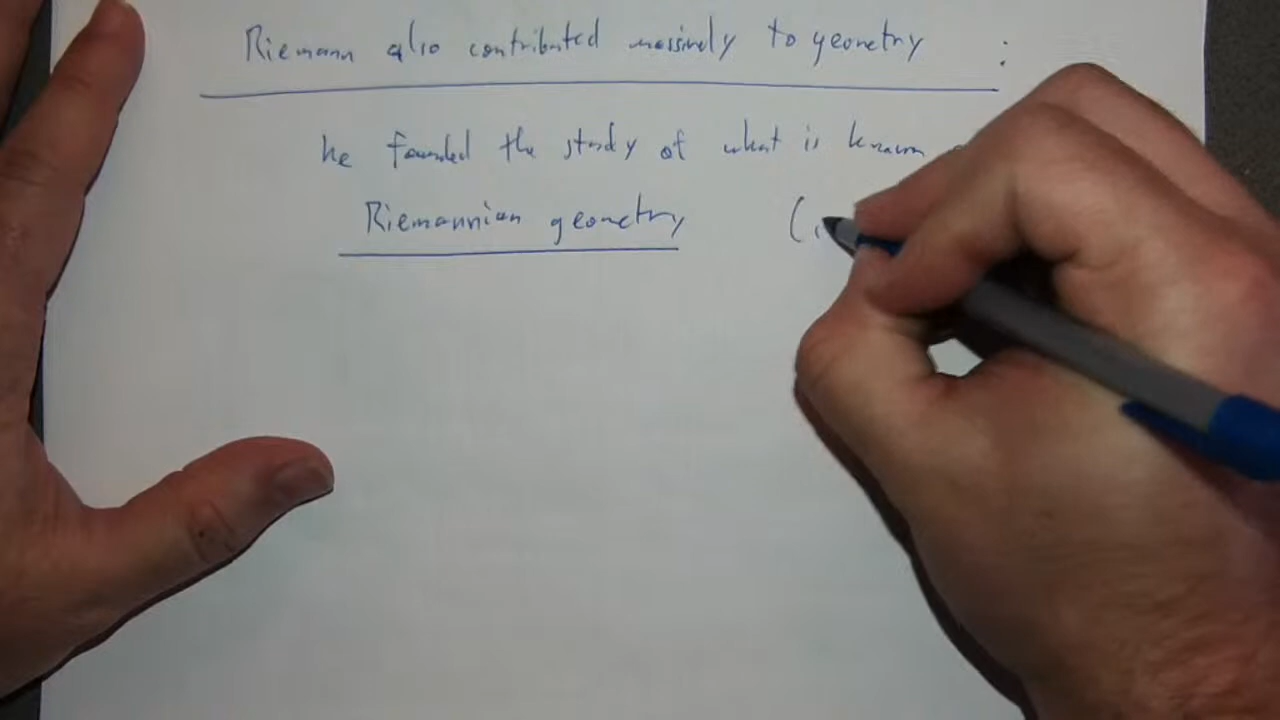 Riemann also contributed massively to geometry :
he founded the study of what is known
Riemannian geometry (